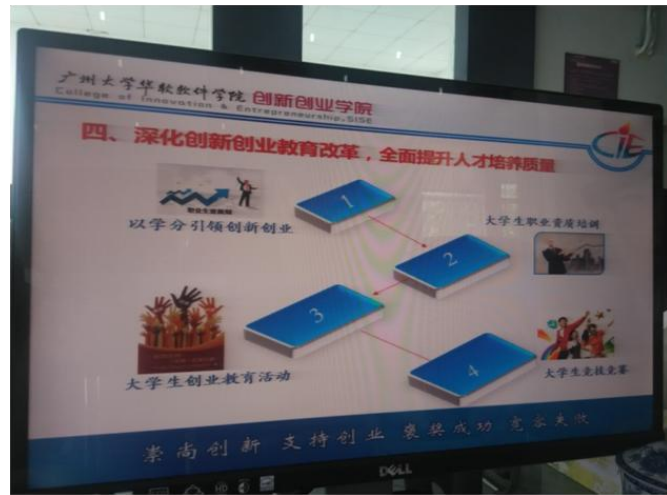 广州大学华软软件学院 创新创业学院
College of Innovation & Entrepreneurship, SISE
CIE
四、深化创新创业教育改革，全面提升人才培养质量
1
以学分引领创新创业
大学生职业资质培训
2
3
大学生创业教育活动
4
大学生竞技竞赛
崇尚创新 支持创业 褒奖成功 宽容失败
DELL